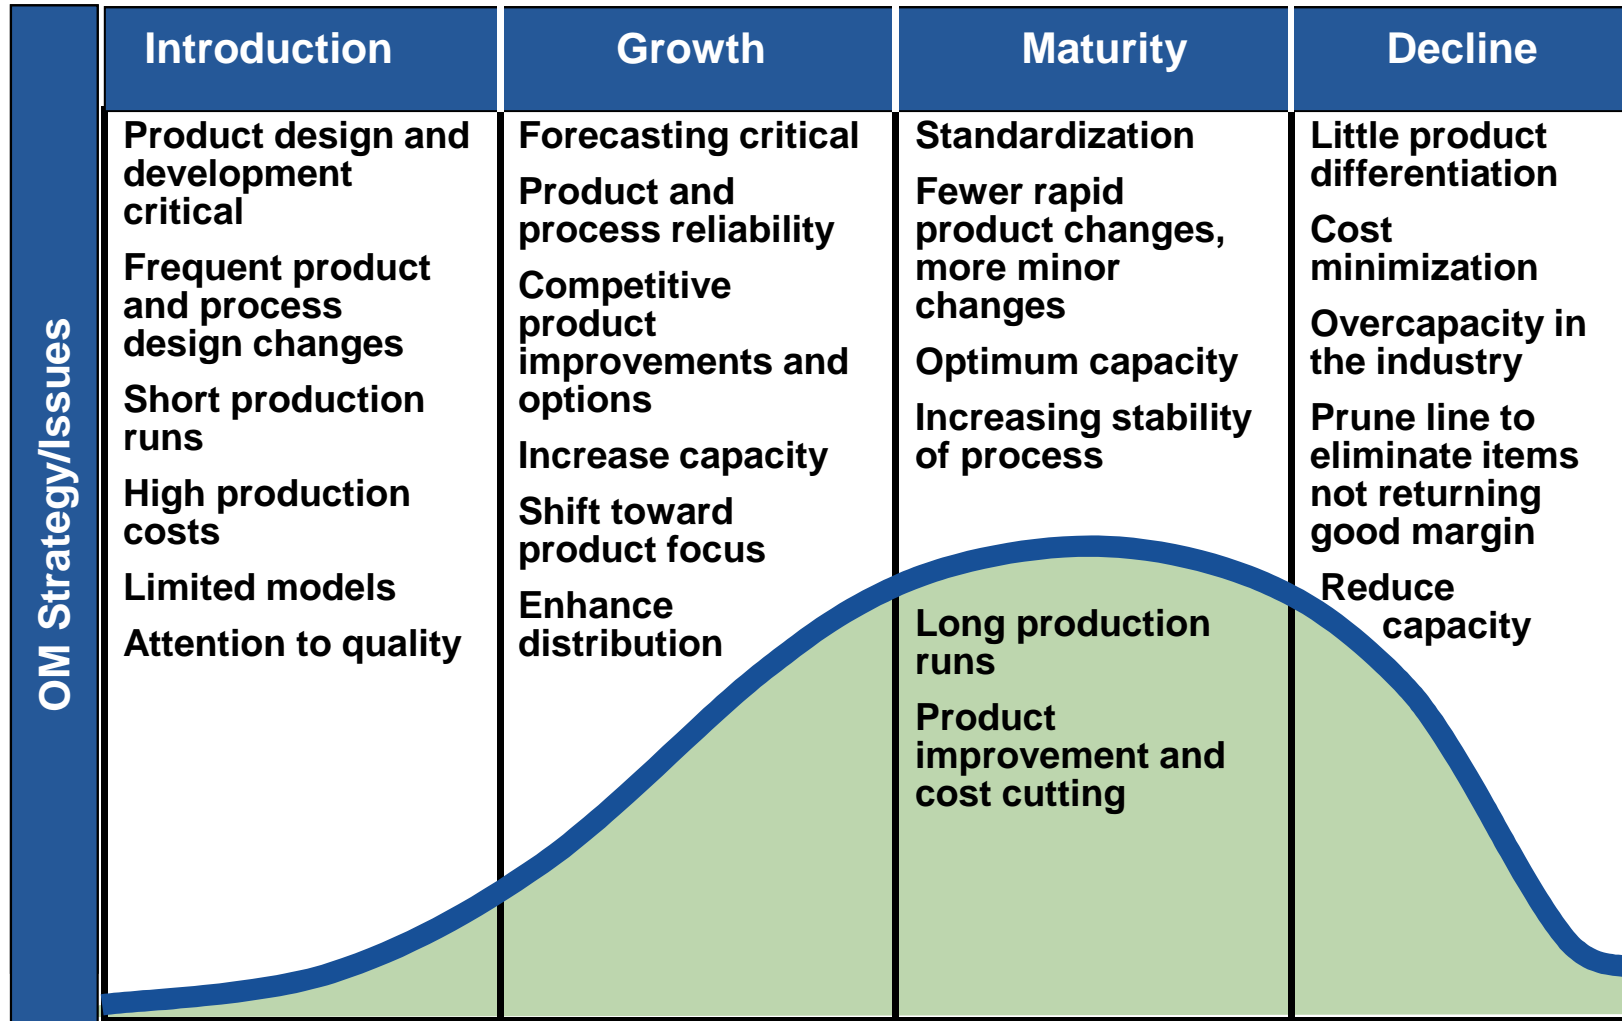 OM Strategy/Issues
Introduction
Product design and
development
critical
Frequent product
and process
design changes
Short production
runs
High production
costs
Limited models
Attention to quality
Growth
Forecasting critical
Product and
process reliability
Competitive
product
improvements and
options
Increase capacity
Shift toward
product focus
Enhance
distribution
Maturity
Standardization
Fewer rapid
product changes,
more minor
changes
Optimum capacity
Increasing stability
of process
Long production
runs
Product
improvement and
cost cutting
Decline
Little product
differentiation
Cost
minimization
Overcapacity in
the industry
Prune line to
eliminate items
not returning
good margin
Reduce
capacity